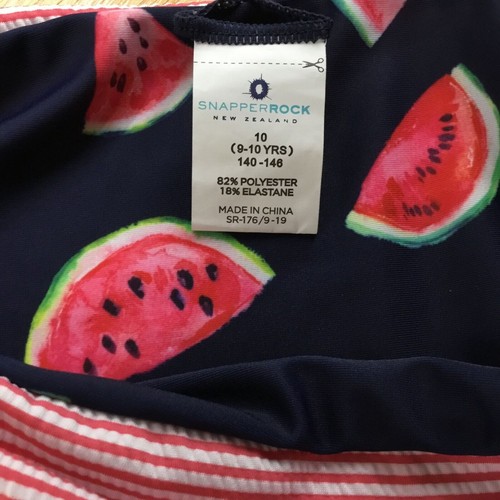 SNAPPERROCK
NEW ZEALAND
10
(9-10 YRS)
140-146
82% POLYESTER
18% ELASTANE
MADE IN CHINA
SR-176/9-19